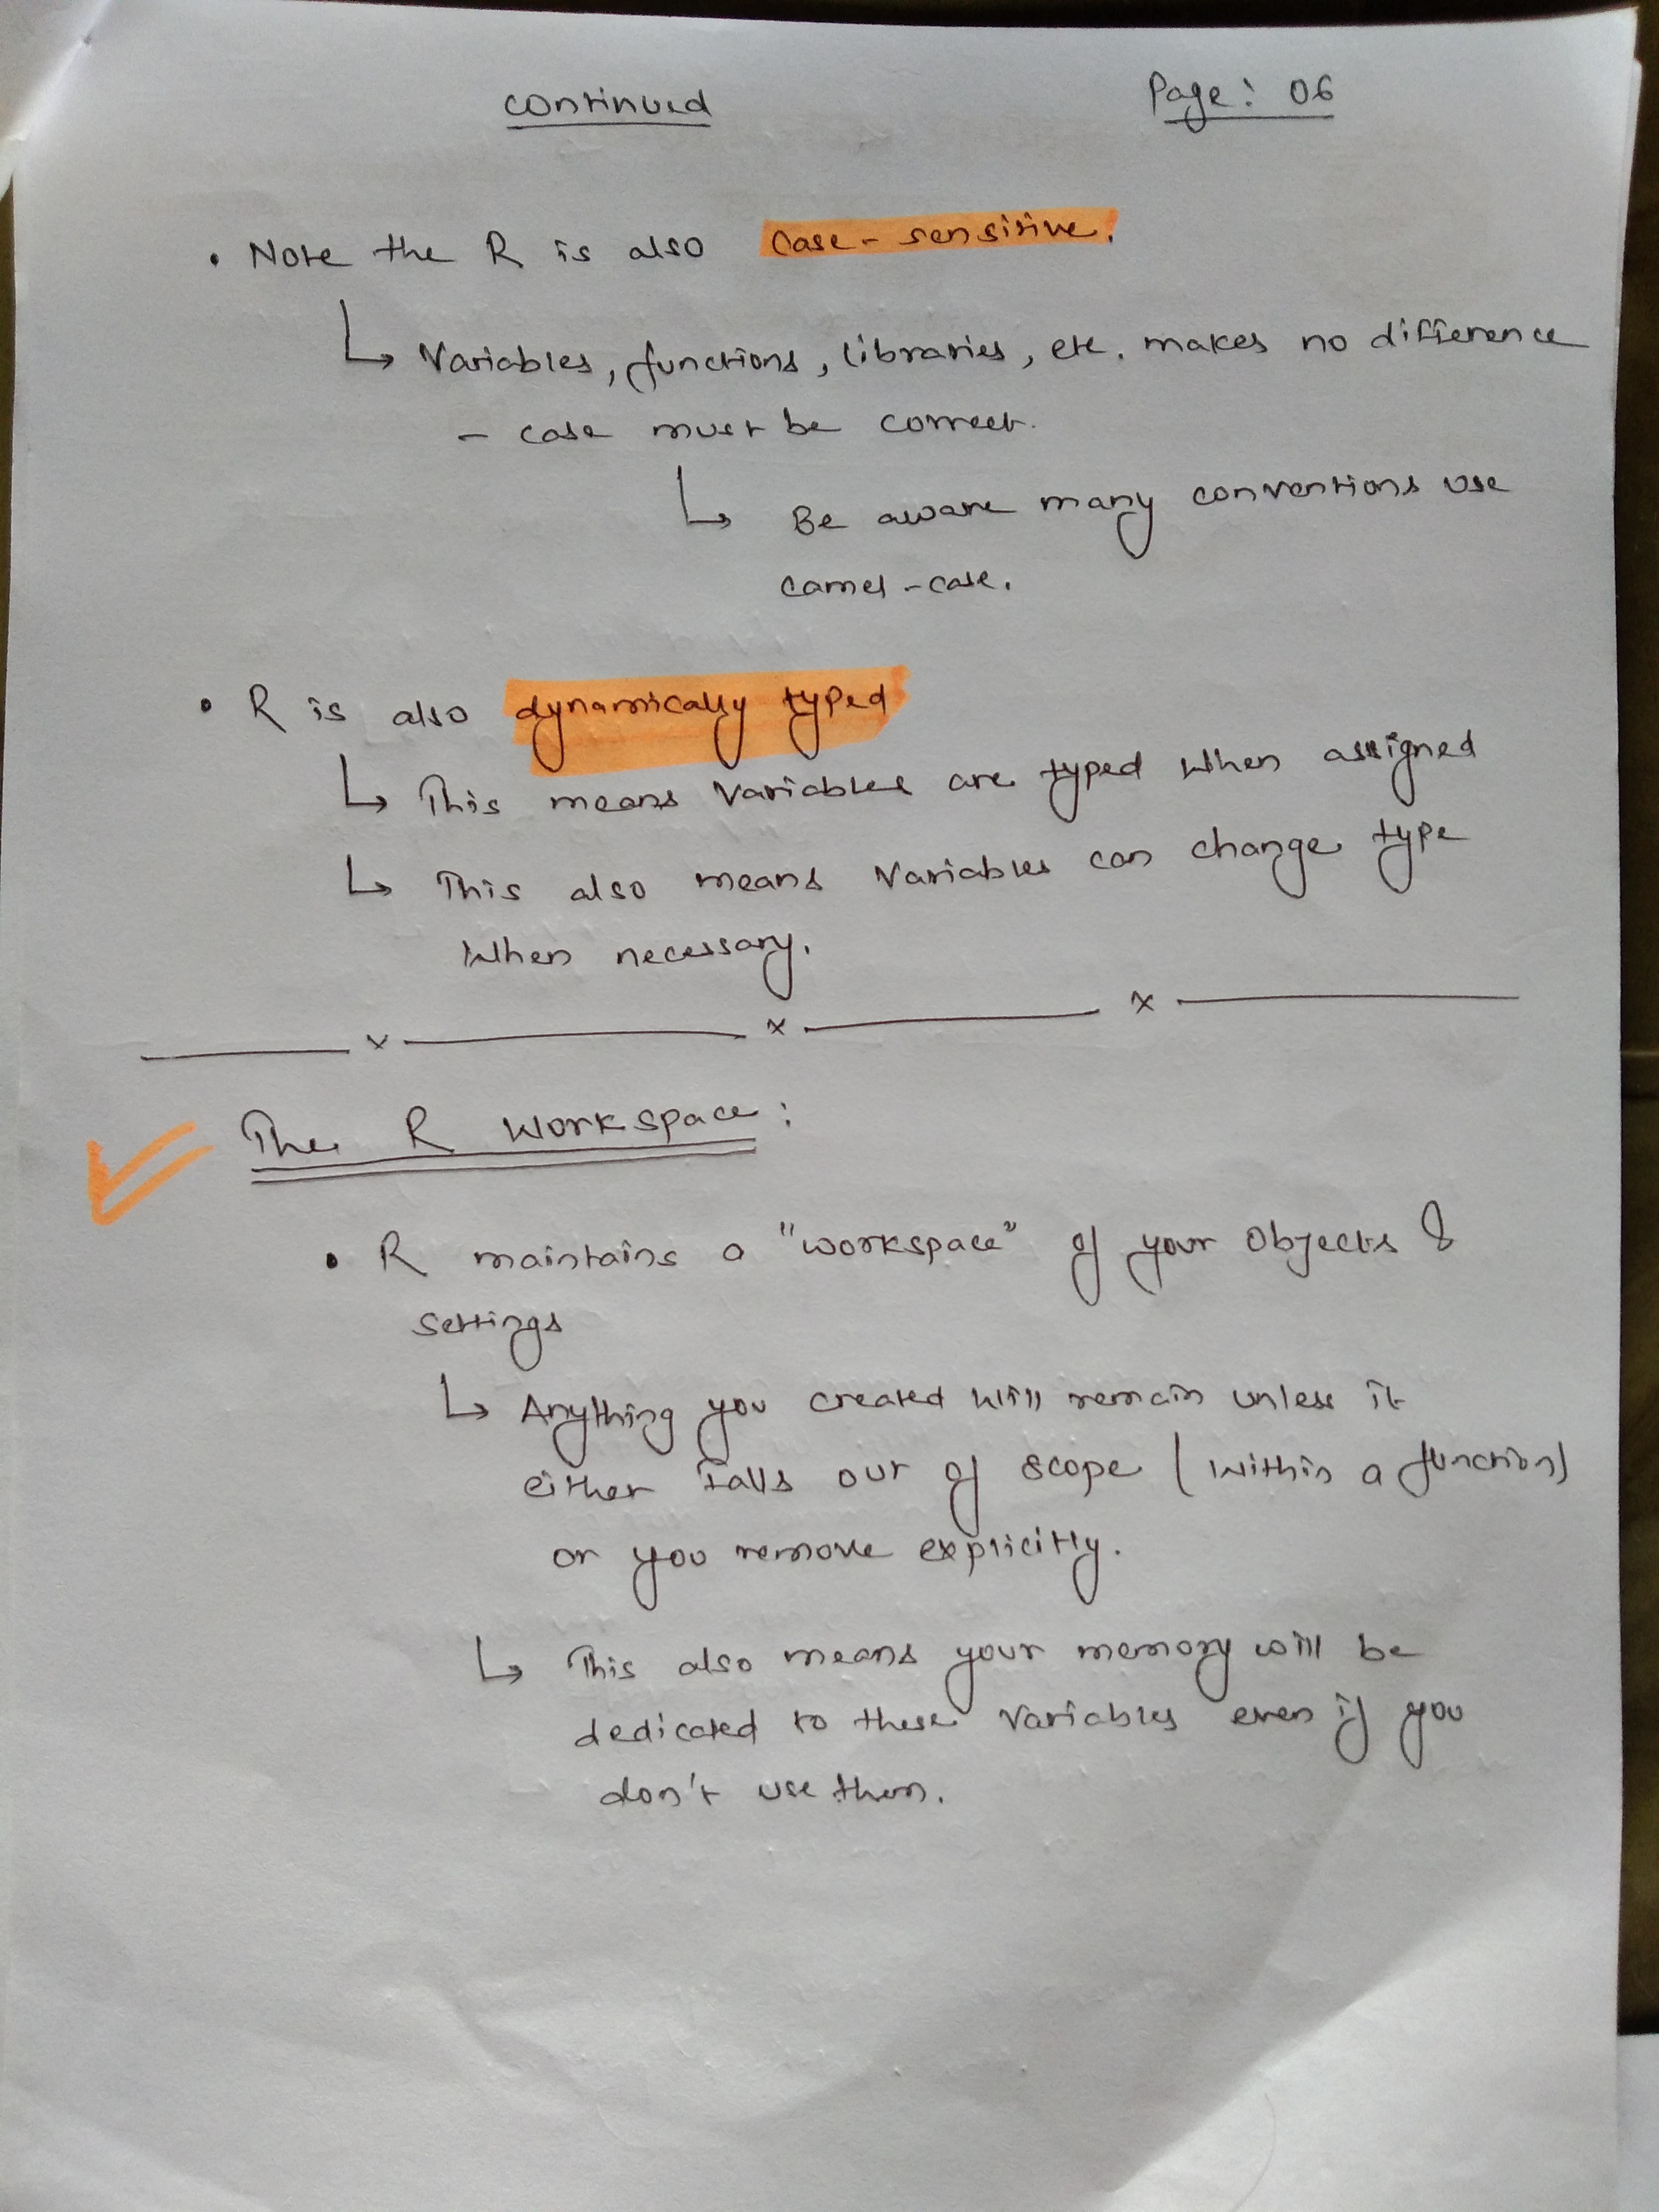 continued Page: 06
• Note the R is also case-sensitive.
↳ Variables, functions, libraries, etc. makes no difference
- case must be correct.
↳ Be aware many conventions use
camel-case.
• R is also dynamically typed
↳ This means variables are typed when assigned
↳ This also means variables can change type
when necessary.
x x x
The R Workspace:
• R maintains a "workspace" of your objects &
settings
↳ Anything you created will remain unless it
either falls out of scope (within a function)
or you remove explicitly.
↳ This also means your memory will be
dedicated to these variables even if you
don't use them.